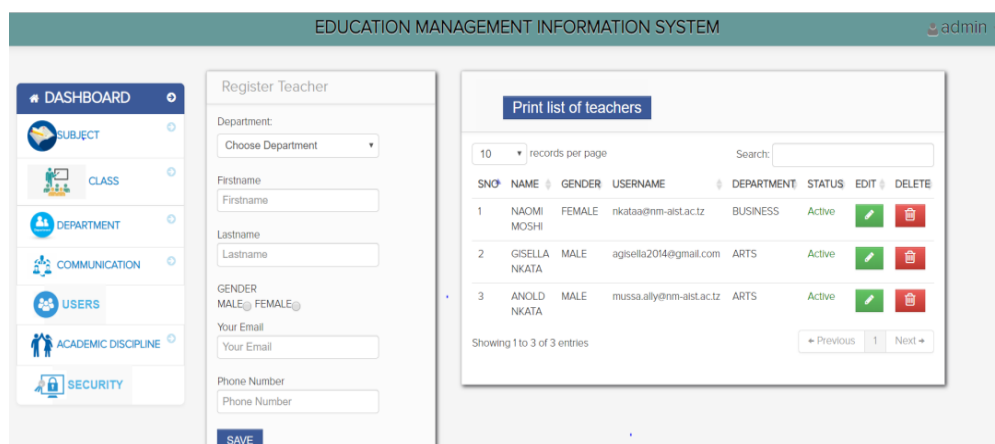 EDUCATION MANAGEMENT INFORMATION SYSTEM
admin
DASHBOARD
SUBJECT
CLASS
DEPARTMENT
COMMUNICATION
USERS
ACADEMIC DISCIPLINE
SECURITY
Register Teacher
Department:
Choose Department
Firstname
Firstname
Lastname
Lastname
GENDER
MALE FEMALE
Your Email
Your Email
Phone Number
Phone Number
SAVE
Print list of teachers
10 records per page Search:
SNO NAME GENDER USERNAME DEPARTMENT STATUS EDIT DELETE
1 NAOMI MOSHI FEMALE nkataa@nm-aist.ac.tz BUSINESS Active
2 GISELLA NKATA MALE agisella2014@gmail.com ARTS Active
3 ANOLD NKATA MALE mussa.ally@nm-aist.ac.tz ARTS Active
Showing 1 to 3 of 3 entries
← Previous 1 Next →